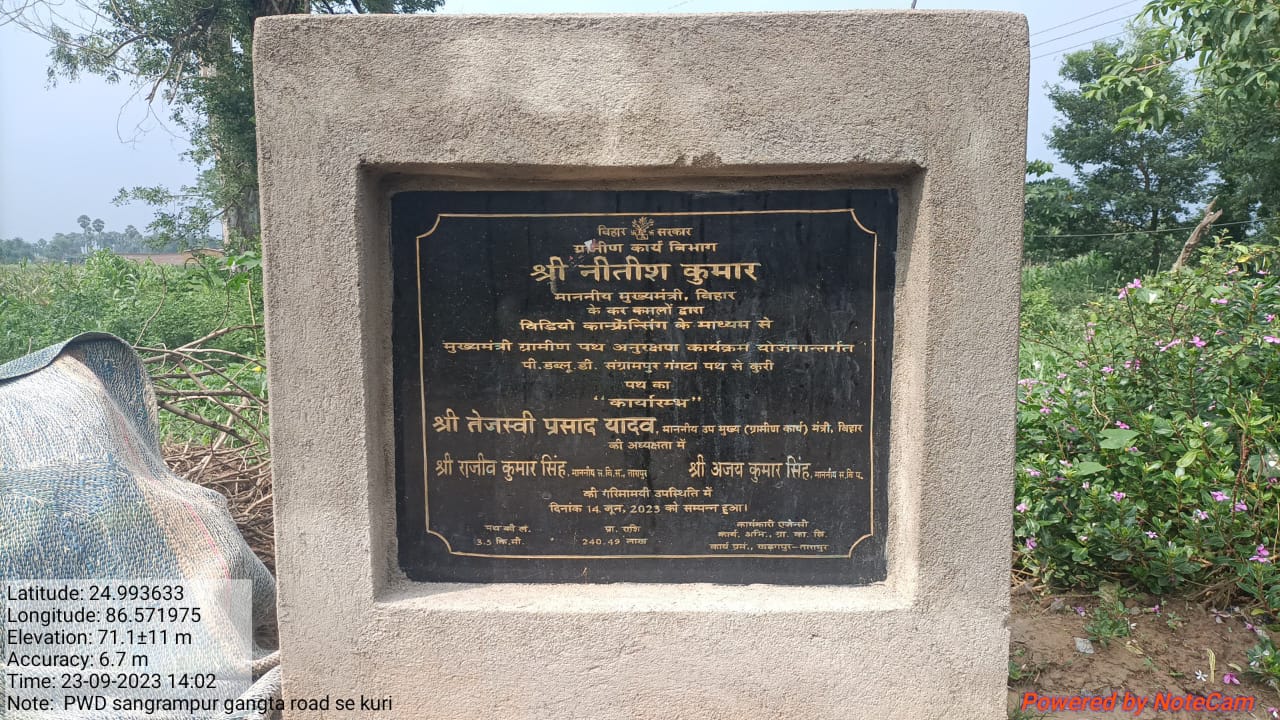 बिहार सरकार
ग्रामीण कार्य विभाग
श्री नीतीश कुमार
माननीय मुख्यमंत्री, बिहार
के कर कमलों द्वारा
विडियो कान्फ्रेन्सिंग के माध्यम से
मुख्यमंत्री ग्रामीण पथ अनुरक्षण कार्यक्रम योजनान्तर्गत
पी.डब्लू.डी. संग्रामपुर गंगटा पथ से कुरी
पथ का
"कार्यारम्भ"
श्री तेजस्वी प्रसाद यादव, माननीय उप मुख्य (ग्रामीण कार्य) मंत्री, बिहार
की अध्यक्षता में
श्री राजीव कुमार सिंह, माननीय स.वि.स., तारापुर श्री अजय कुमार सिंह, माननीय स.वि.प.
की गरिमामयी उपस्थिति में
दिनांक 14 जून, 2023 को सम्पन्न हुआ।
पथ की लं. प्रा. राशि कार्यकारी एजेन्सी
3.5 कि.मी. 240.49 लाख कार्य. अभि., ग्रा. का. वि.
कार्य प्रमं., खड़गपुर-तारापुर
Latitude: 24.993633
Longitude: 86.571975
Elevation: 71.1±11 m
Accuracy: 6.7 m
Time: 23-09-2023 14:02
Note: PWD sangrampur gangta road se kuri
Powered by NoteCam